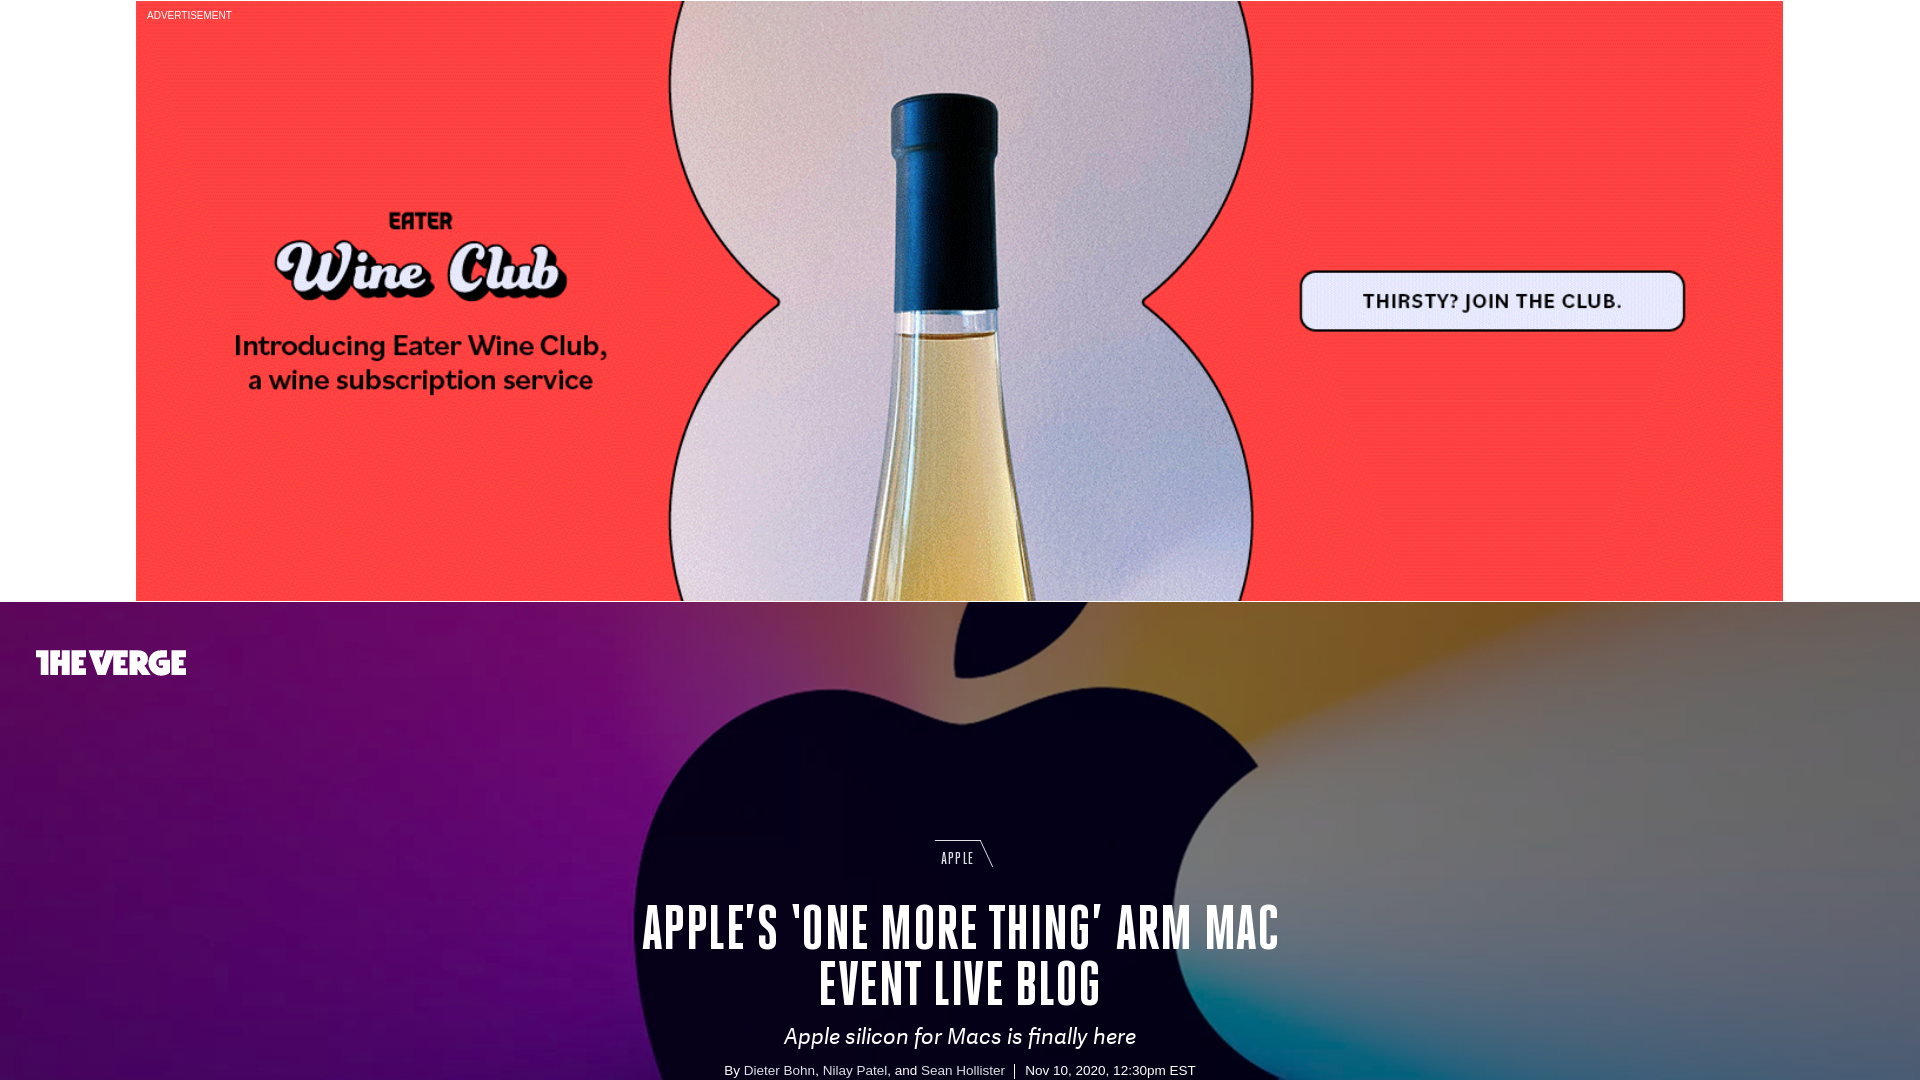 ADVERTISEMENT
EATER
Wine Club
Introducing Eater Wine Club,
a wine subscription service
THIRSTY? JOIN THE CLUB.
THE VERGE
APPLE
APPLE'S ‘ONE MORE THING’ ARM MAC
EVENT LIVE BLOG
Apple silicon for Macs is finally here
By Dieter Bohn, Nilay Patel, and Sean Hollister | Nov 10, 2020, 12:30pm EST